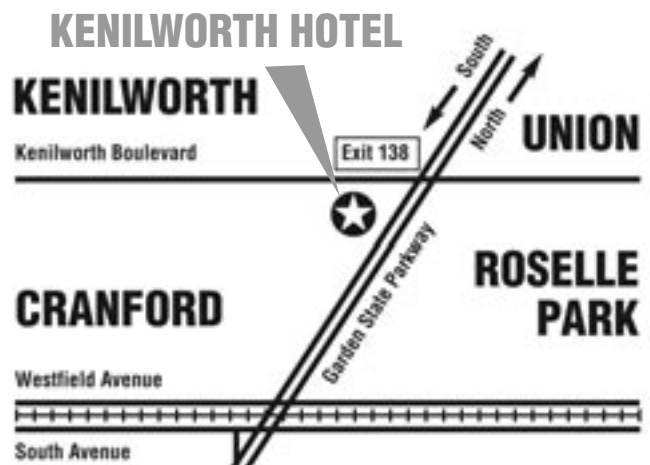 KENILWORTH HOTEL
South
KENILWORTH
North
UNION
Kenilworth Boulevard
Exit 138
ROSELLE
PARK
Garden State Parkway
CRANFORD
Westfield Avenue
South Avenue